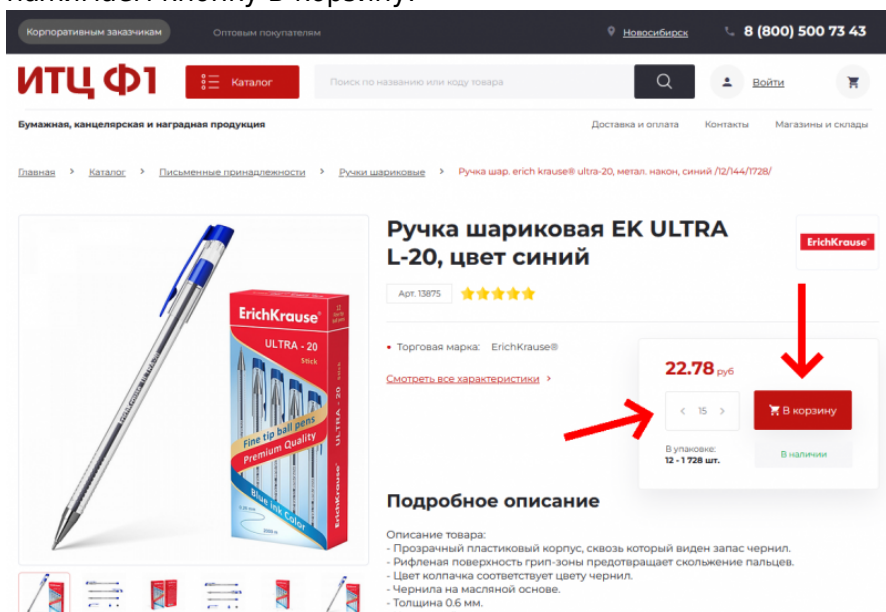 нажимаем кнопку В корзину.
Корпоративным заказчикам
Оптовым покупателям
Новосибирск
8 (800) 500 73 43
ИТЦ Ф1
Каталог
Поиск по названию или коду товара
Войти
Бумажная, канцелярская и наградная продукция
Доставка и оплата
Контакты
Магазины и склады
Главная > Каталог > Письменные принадлежности > Ручки шариковые > Ручка шар. erich krause® ultra-20, метал. након, синий /12/144/1728/
Ручка шариковая EK ULTRA
L-20, цвет синий
ErichKrause®
Арт. 13875
• Торговая марка: ErichKrause®
Смотреть все характеристики >
22.78 руб
< 15 >
В корзину
В упаковке:
12 - 1 728 шт.
В наличии
ErichKrause®
ULTRA - 20
Stick
Fine tip ball pens
Premium Quality
Blue Ink Color
ULTRA - 20
ErichKrause®
Подробное описание
Описание товара:
- Прозрачный пластиковый корпус, сквозь который виден запас чернил.
- Рифленая поверхность грип-зоны предотвращает скольжение пальцев.
- Цвет колпачка соответствует цвету чернил.
- Чернила на масляной основе.
- Толщина 0.6 мм.